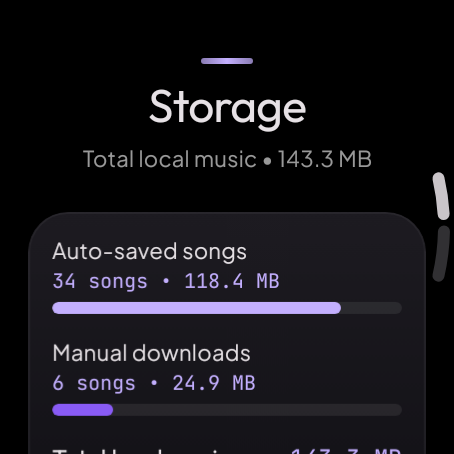 Storage
Total local music • 143.3 MB
Auto-saved songs
34 songs • 118.4 MB
Manual downloads
6 songs • 24.9 MB